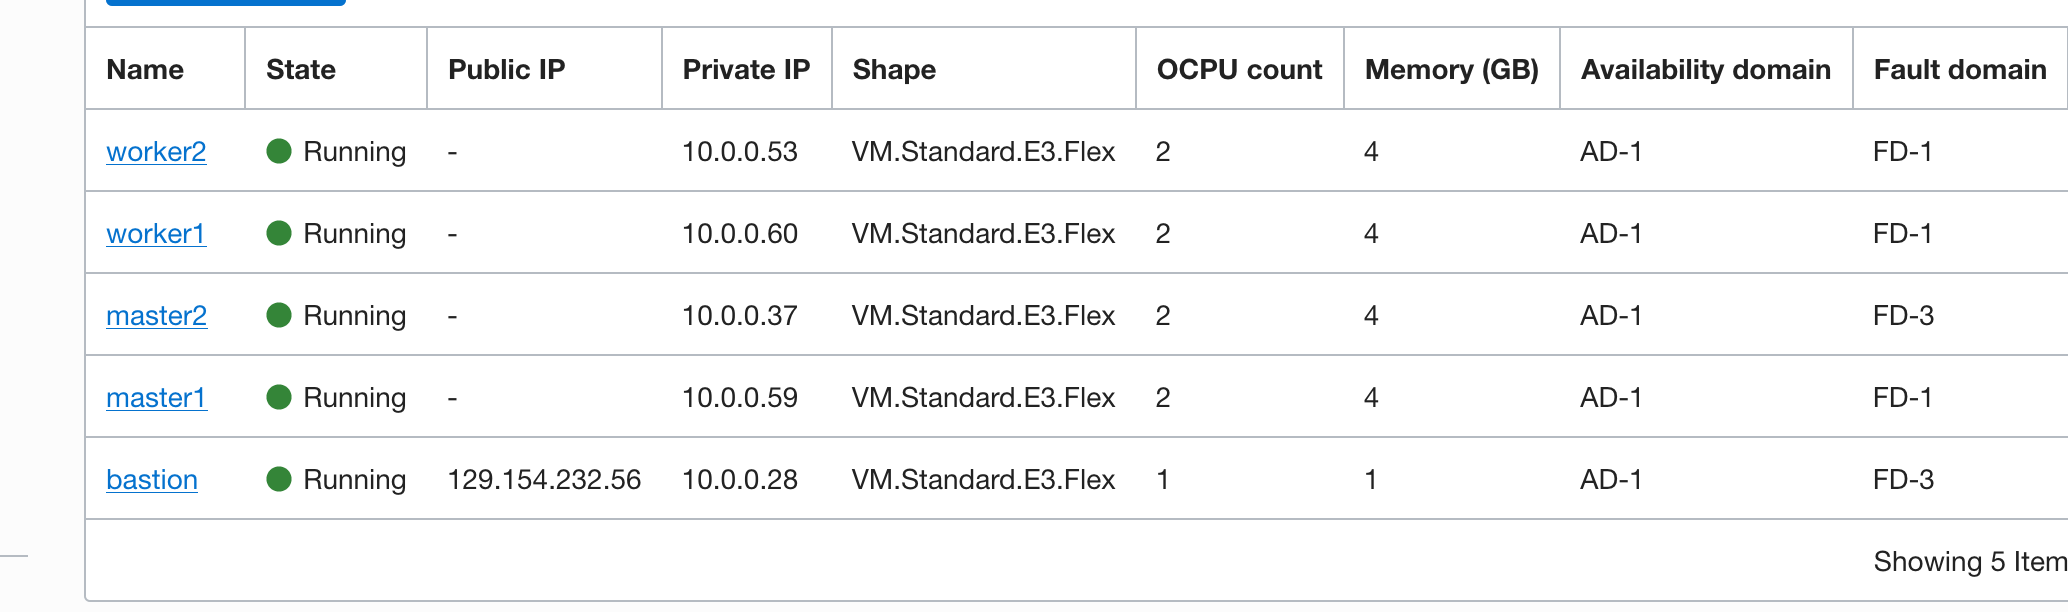 Name State Public IP Private IP Shape OCPU count Memory (GB) Availability domain Fault domain
worker2 Running - 10.0.0.53 VM.Standard.E3.Flex 2 4 AD-1 FD-1
worker1 Running - 10.0.0.60 VM.Standard.E3.Flex 2 4 AD-1 FD-1
master2 Running - 10.0.0.37 VM.Standard.E3.Flex 2 4 AD-1 FD-3
master1 Running - 10.0.0.59 VM.Standard.E3.Flex 2 4 AD-1 FD-1
bastion Running 129.154.232.56 10.0.0.28 VM.Standard.E3.Flex 1 1 AD-1 FD-3
Showing 5 Item